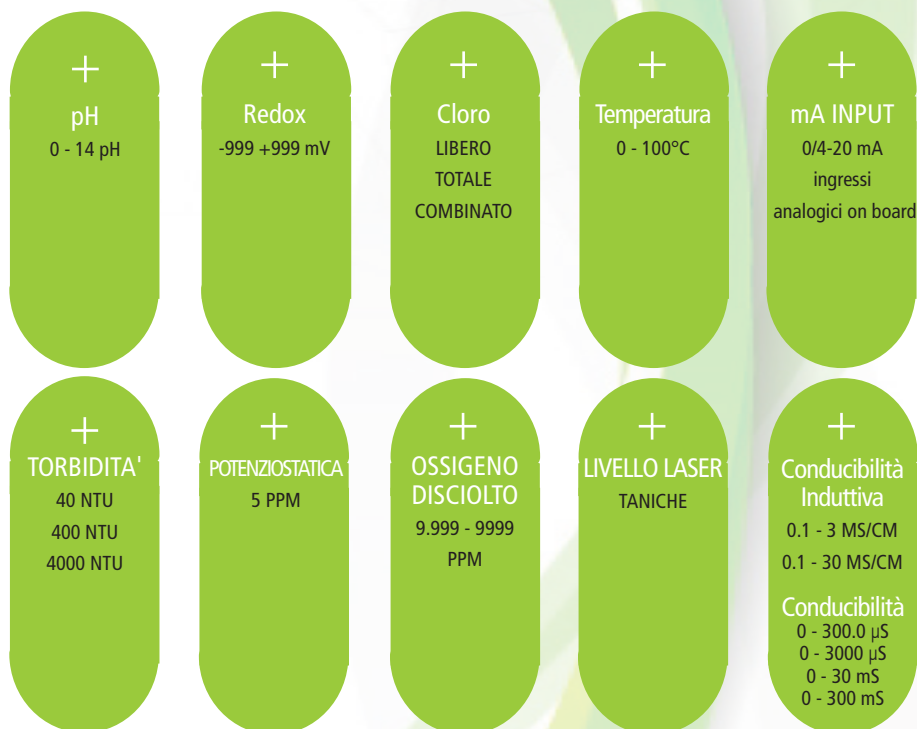 +
pH
0 - 14 pH
+
Redox
-999 +999 mV
+
Cloro
LIBERO
TOTALE
COMBINATO
+
Temperatura
0 - 100°C
+
mA INPUT
0/4-20 mA
ingressi
analogici on board
+
TORBIDITA'
40 NTU
400 NTU
4000 NTU
+
POTENZIOSTATICA
5 PPM
+
OSSIGENO
DISCIOLTO
9.999 - 9999
PPM
+
LIVELLO LASER
TANICHE
+
Conducibilità
Induttiva
0.1 - 3 MS/CM
0.1 - 30 MS/CM
Conducibilità
0 - 300.0 µS
0 - 3000 µS
0 - 30 mS
0 - 300 mS